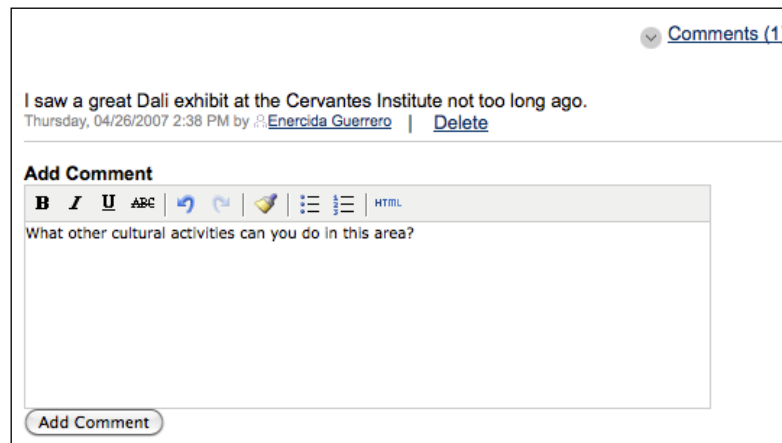 Comments (1
I saw a great Dali exhibit at the Cervantes Institute not too long ago.
Thursday, 04/26/2007 2:38 PM by Enercida Guerrero | Delete
Add Comment
B I U ABC HTML
What other cultural activities can you do in this area?
Add Comment